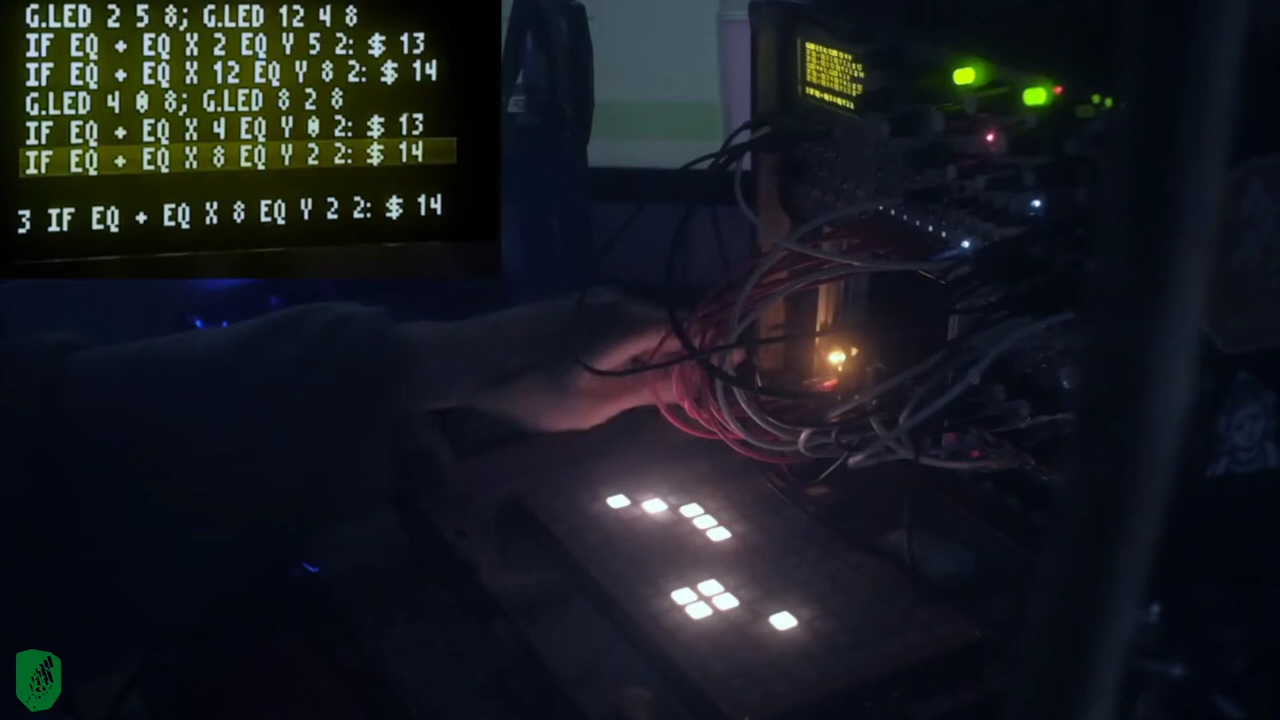 G.LED 2 5 8; G.LED 12 4 8
IF EQ + EQ X 2 EQ Y 5 2: $ 13
IF EQ + EQ X 12 EQ Y 8 2: $ 14
G.LED 4 0 8; G.LED 8 2 8
IF EQ + EQ X 4 EQ Y 0 2: $ 13
IF EQ + EQ X 8 EQ Y 2 2: $ 14
3 IF EQ + EQ X 8 EQ Y 2 2: $ 14